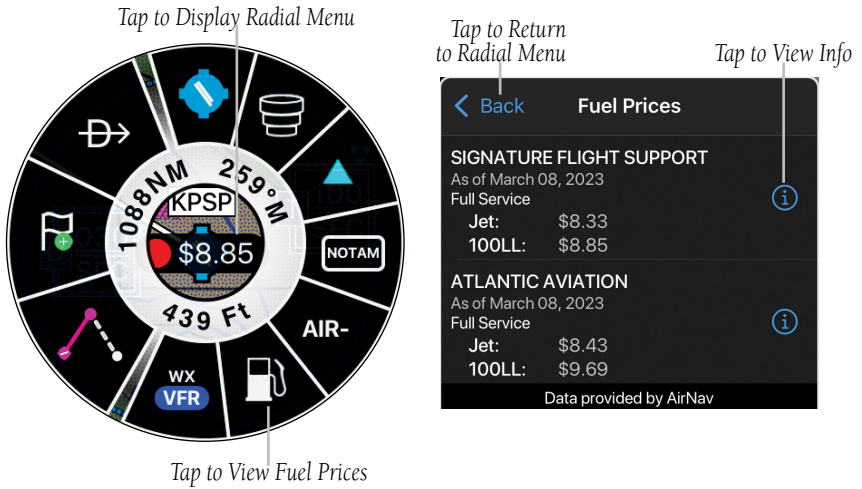 Tap to Display Radial Menu
1088NM
259°M
KPSP
$8.85
439 Ft
NOTAM
AIR-
WX
VFR
Tap to View Fuel Prices
Tap to Return
to Radial Menu
Tap to View Info
Back
Fuel Prices
SIGNATURE FLIGHT SUPPORT
As of March 08, 2023
Full Service
Jet: $8.33
100LL: $8.85
ATLANTIC AVIATION
As of March 08, 2023
Full Service
Jet: $8.43
100LL: $9.69
Data provided by AirNav